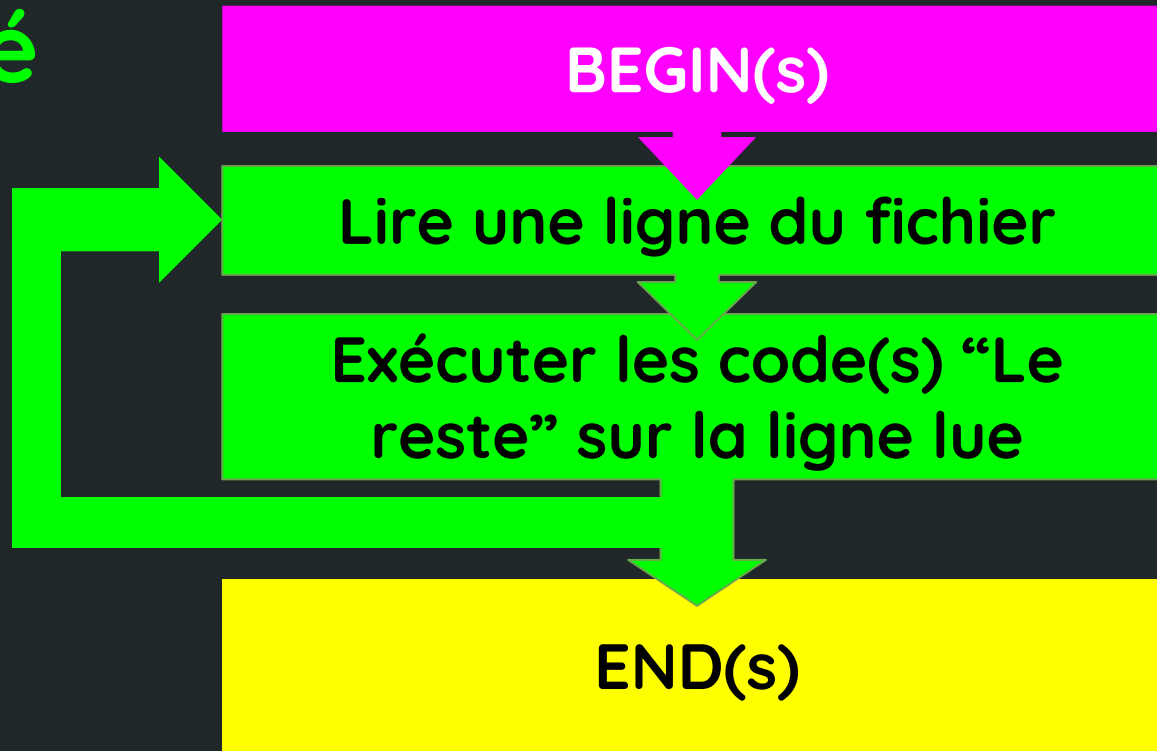 é
BEGIN(s)
Lire une ligne du fichier
Exécuter les code(s) “Le
reste” sur la ligne lue
END(s)